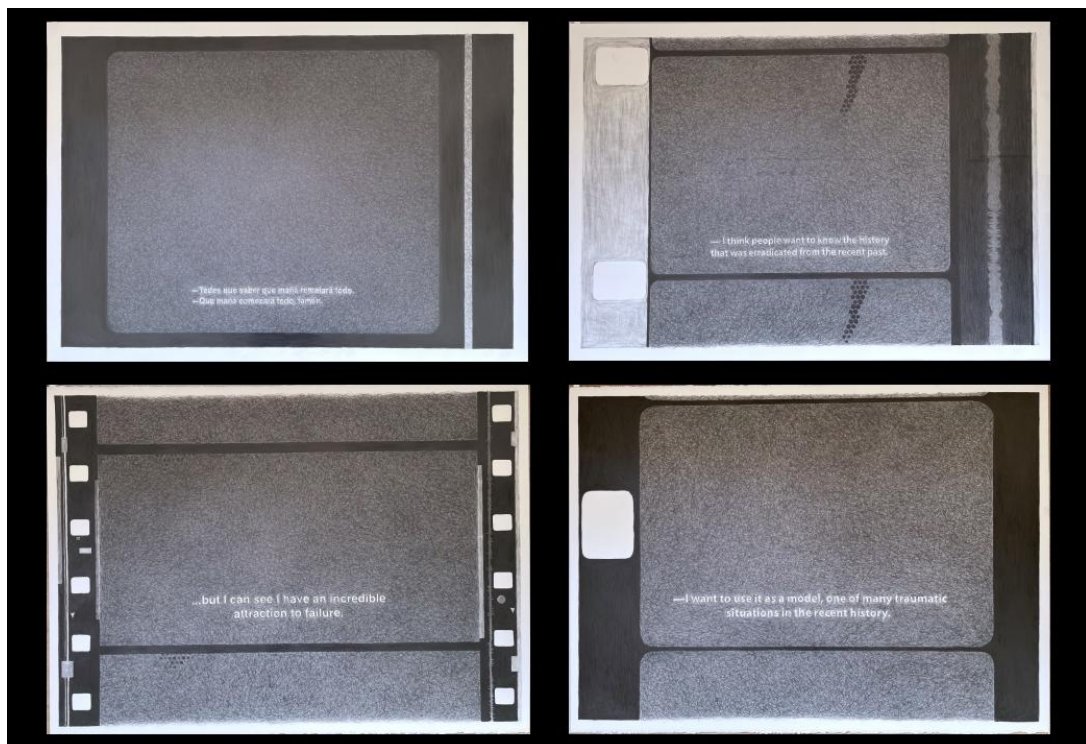 —Tedes que saber que mañá rematará todo.
—Que mañá comezará todo, tamén.
— I think people want to know the history
that was erradicated from the recent past.
...but I can see I have an incredible
attraction to failure.
—I want to use it as a model, one of many traumatic
situations in the recent history.